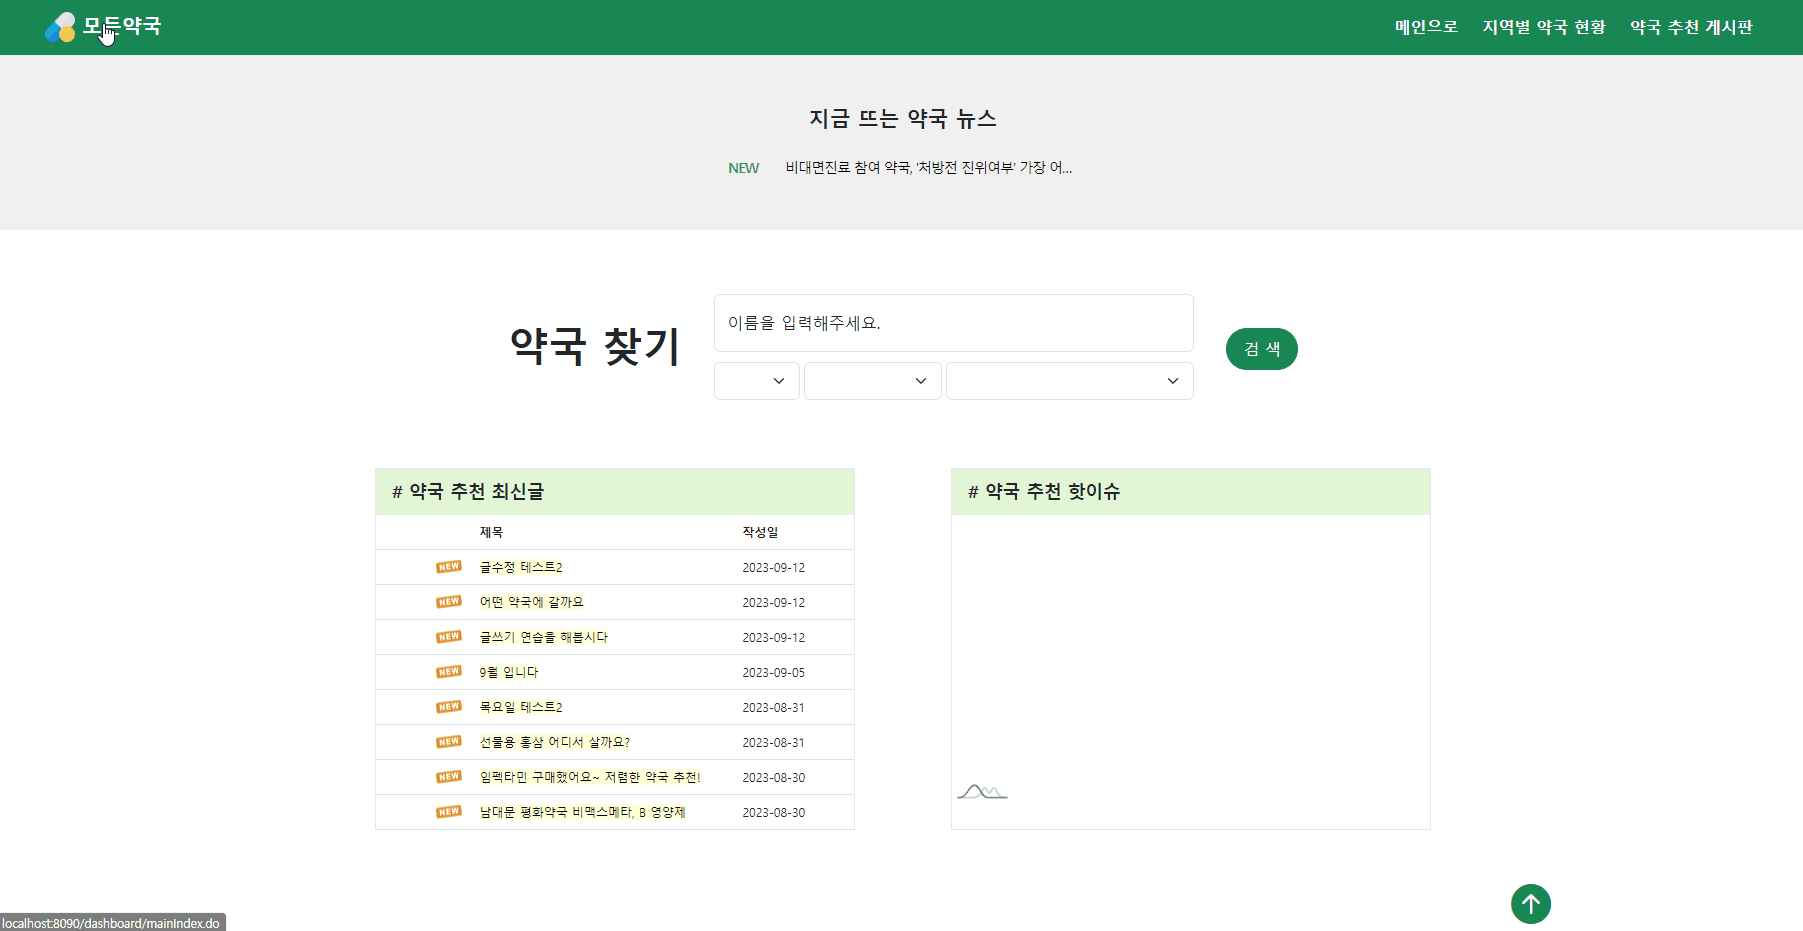 모든약국
메인으로 지역별 약국 현황 약국 추천 게시판
지금 뜨는 약국 뉴스
NEW 비대면진료 참여 약국, '처방전 진위여부' 가장 어...
약국 찾기
이름을 입력해주세요.
검 색
# 약국 추천 최신글
제목 작성일
NEW 글수정 테스트2 2023-09-12
NEW 어떤 약국에 갈까요 2023-09-12
NEW 글쓰기 연습을 해봅시다 2023-09-12
NEW 9월 입니다 2023-09-05
NEW 목요일 테스트2 2023-08-31
NEW 선물용 홍삼 어디서 살까요? 2023-08-31
NEW 임펙타민 구매했어요~ 저렴한 약국 추천! 2023-08-30
NEW 남대문 평화약국 비맥스메타, B 영양제 2023-08-30
# 약국 추천 핫이슈
localhost:8090/dashboard/mainIndex.do